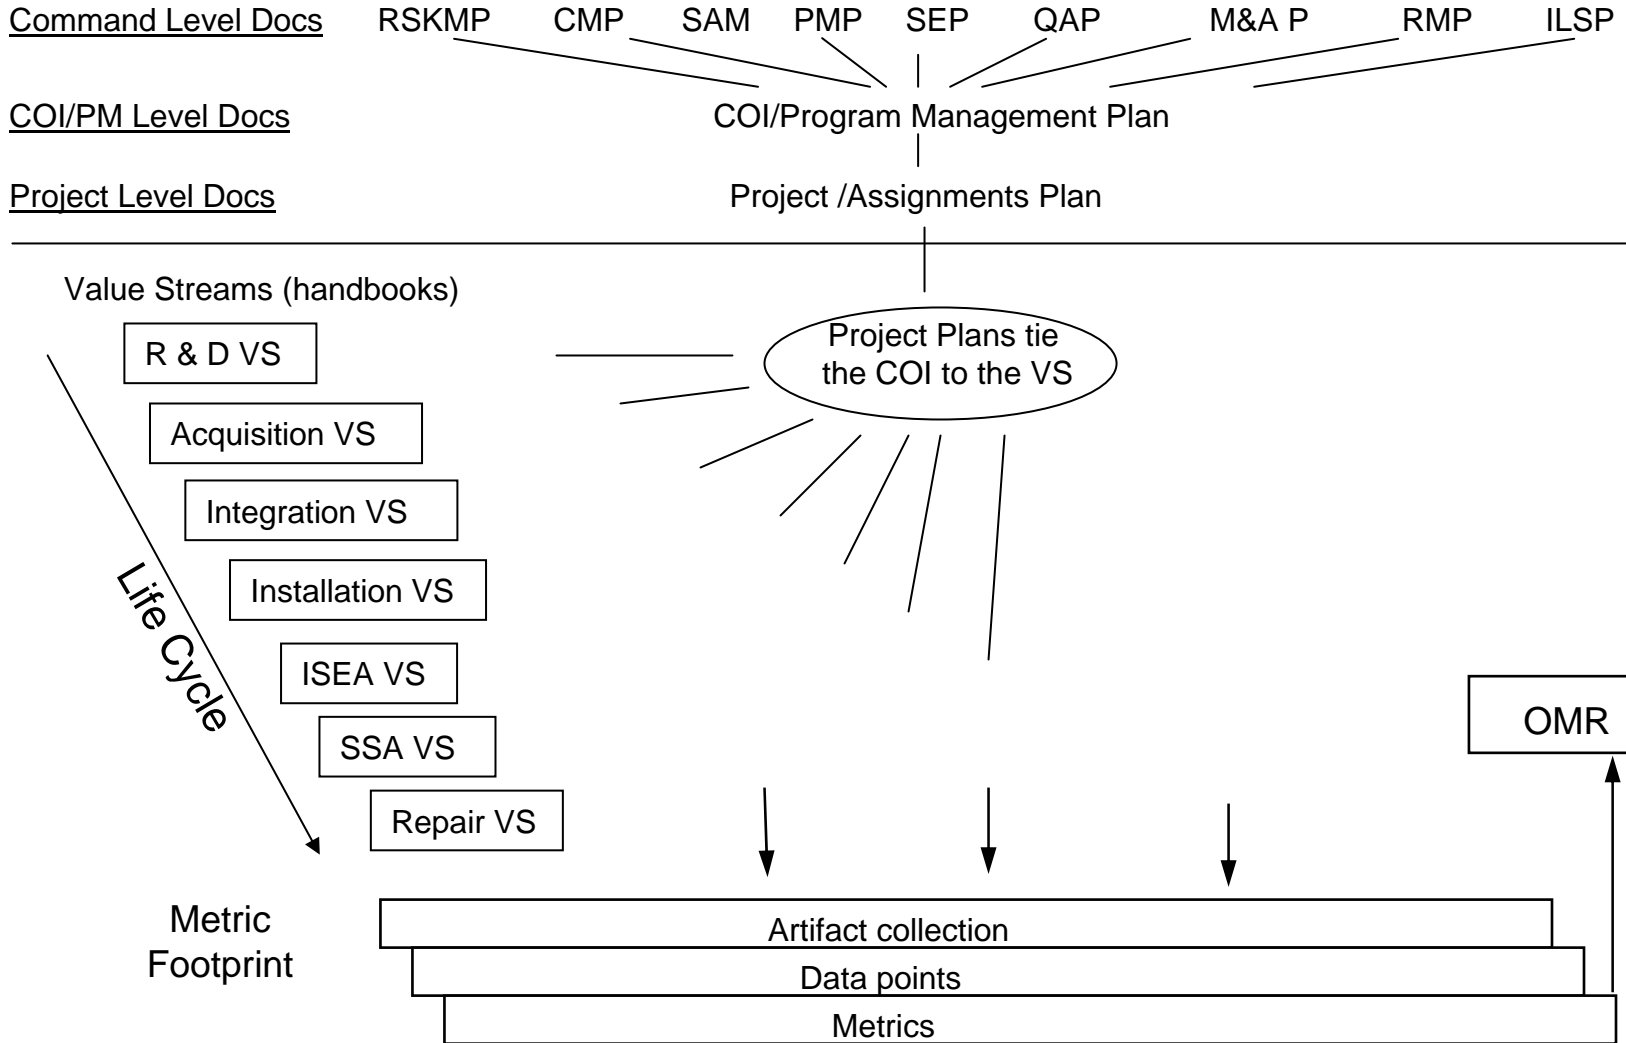 Command Level Docs RSKMP CMP SAM PMP SEP QAP M&A P RMP ILSP
COI/PM Level Docs COI/Program Management Plan
Project Level Docs Project /Assignments Plan
Value Streams (handbooks)
Project Plans tie
the COI to the VS
R & D VS
Acquisition VS
Integration VS
Installation VS
ISEA VS
SSA VS
Repair VS
Life Cycle
OMR
Metric
Footprint
Artifact collection
Data points
Metrics